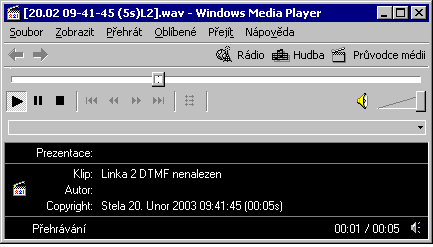 [20.02 09-41-45 (5s)L2].wav - Windows Media Player
Soubor Zobrazit Přehrát Oblíbené Přejít Nápověda
Rádio Hudba Průvodce médii
Prezentace:
Klip: Linka 2 DTMF nenalezen
Autor:
Copyright: Stela 20. Unor 2003 09:41:45 (00:05s)
Přehrávání 00:01 / 00:05